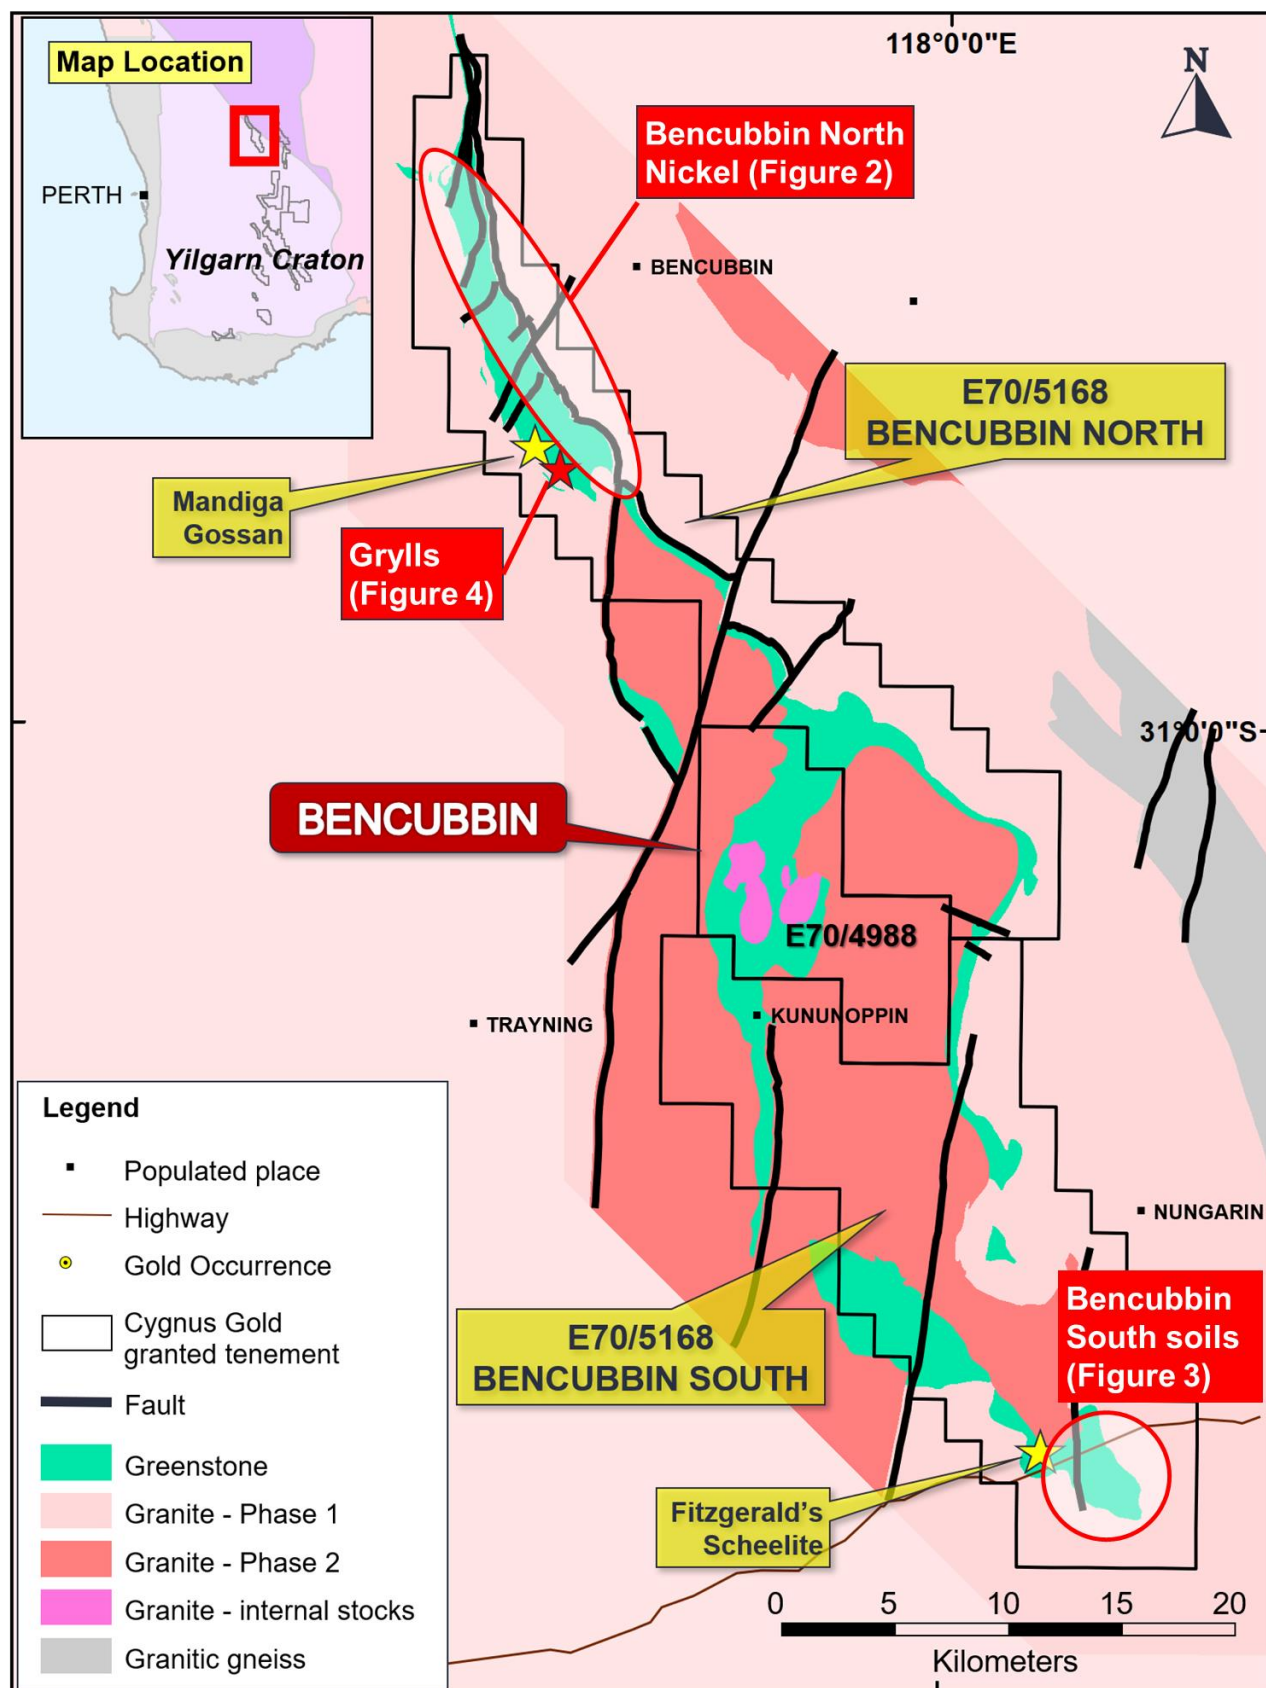 118°0'0"E
Map Location
N
PERTH
Yilgarn Craton
Bencubbin North
Nickel (Figure 2)
BENCUBBIN
E70/5168
BENCUBBIN NORTH
Mandiga
Gossan
Grylls
(Figure 4)
31°0'0"S
BENCUBBIN
E70/4988
TRAYNING
KUNUNOPPIN
NUNGARIN
E70/5168
BENCUBBIN SOUTH
Bencubbin
South soils
(Figure 3)
Fitzgerald's
Scheelite
Legend
Populated place
Highway
Gold Occurrence
Cygnus Gold
granted tenement
Fault
Greenstone
Granite - Phase 1
Granite - Phase 2
Granite - internal stocks
Granitic gneiss
0 5 10 15 20
Kilometers